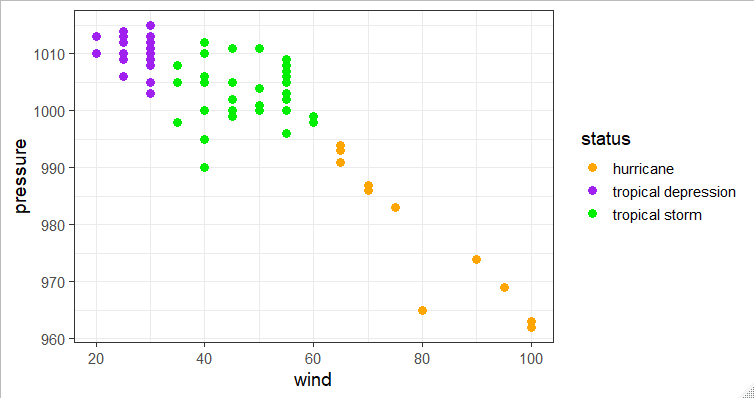 1010
1000
990
980
970
960
pressure
20 40 60 80 100
wind
status
hurricane
tropical depression
tropical storm